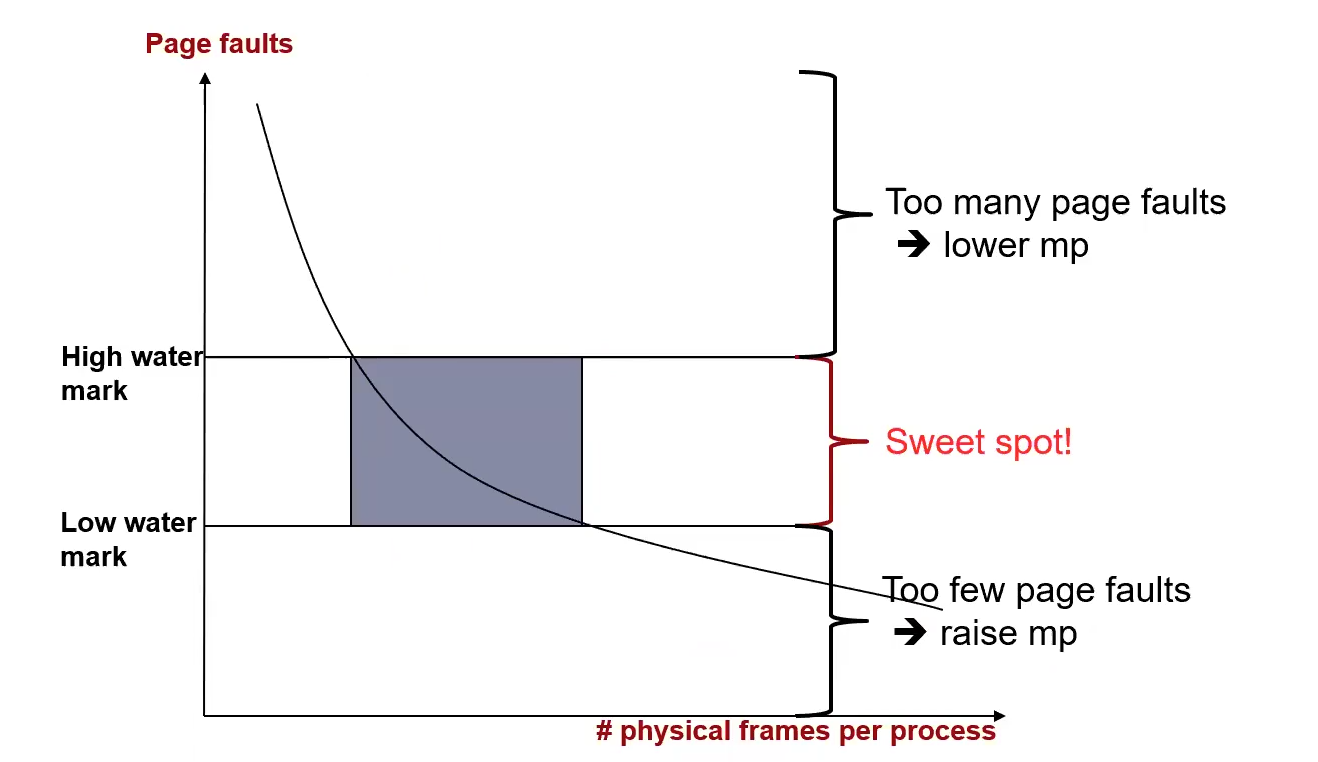 Page faults
Too many page faults
➔ lower mp
High water
mark
Sweet spot!
Low water
mark
Too few page faults
➔ raise mp
# physical frames per process